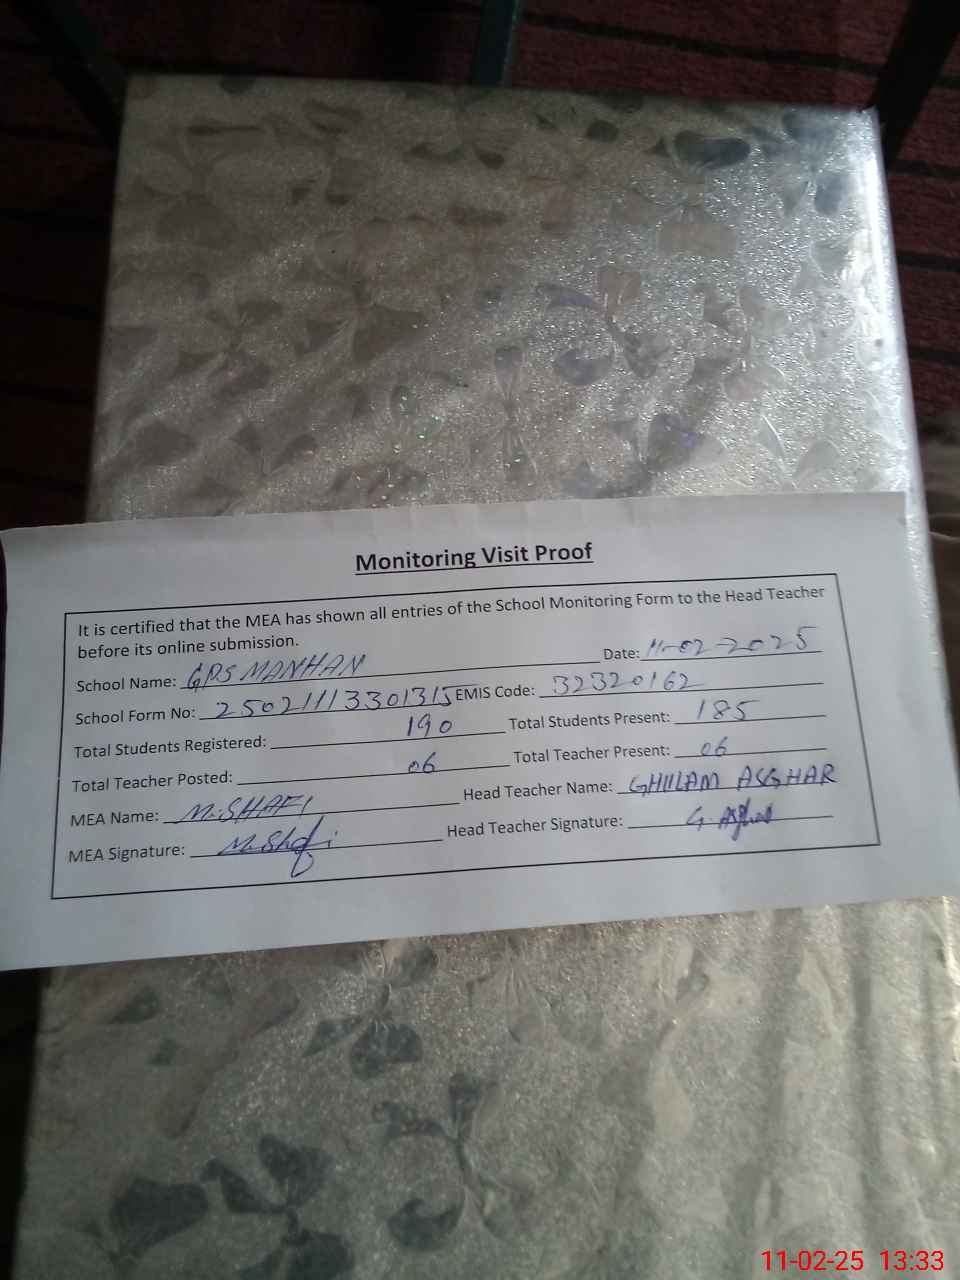 Monitoring Visit Proof
It is certified that the MEA has shown all entries of the School Monitoring Form to the Head Teacher
before its online submission.
School Name: GPS MANHAN Date: 11-02-2025
School Form No: 25021113301315 EMIS Code: 32320162
Total Students Registered: 190 Total Students Present: 185
Total Teacher Posted: 06 Total Teacher Present: 06
MEA Name: M.SHAFI Head Teacher Name: GHULAM ASGHAR
MEA Signature: M.Shafi Head Teacher Signature: G. Asghar
11-02-25 13:33